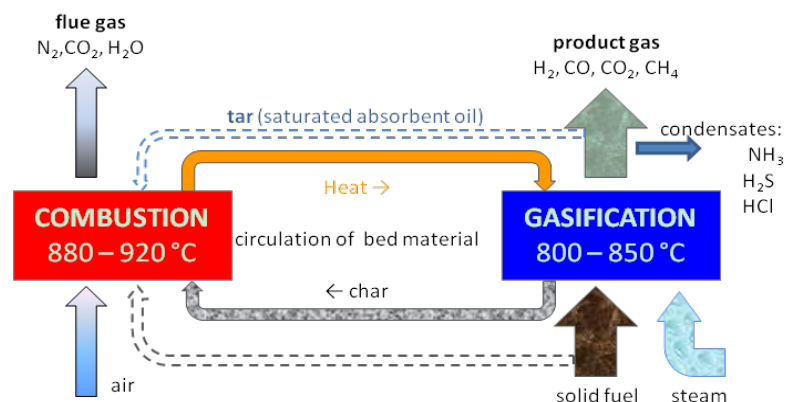 flue gas
N₂,CO₂, H₂O
product gas
H₂, CO, CO₂, CH₄
tar (saturated absorbent oil)
condensates:
NH₃
H₂S
HCl
Heat →
COMBUSTION
880 – 920 °C
circulation of bed material
GASIFICATION
800 – 850 °C
← char
air
solid fuel
steam